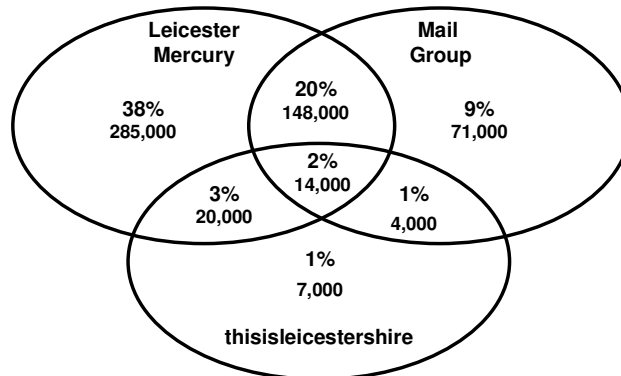 Leicester
Mercury
Mail
Group
20%
148,000
38%
285,000
9%
71,000
2%
14,000
3%
20,000
1%
4,000
1%
7,000
thisisleicestershire